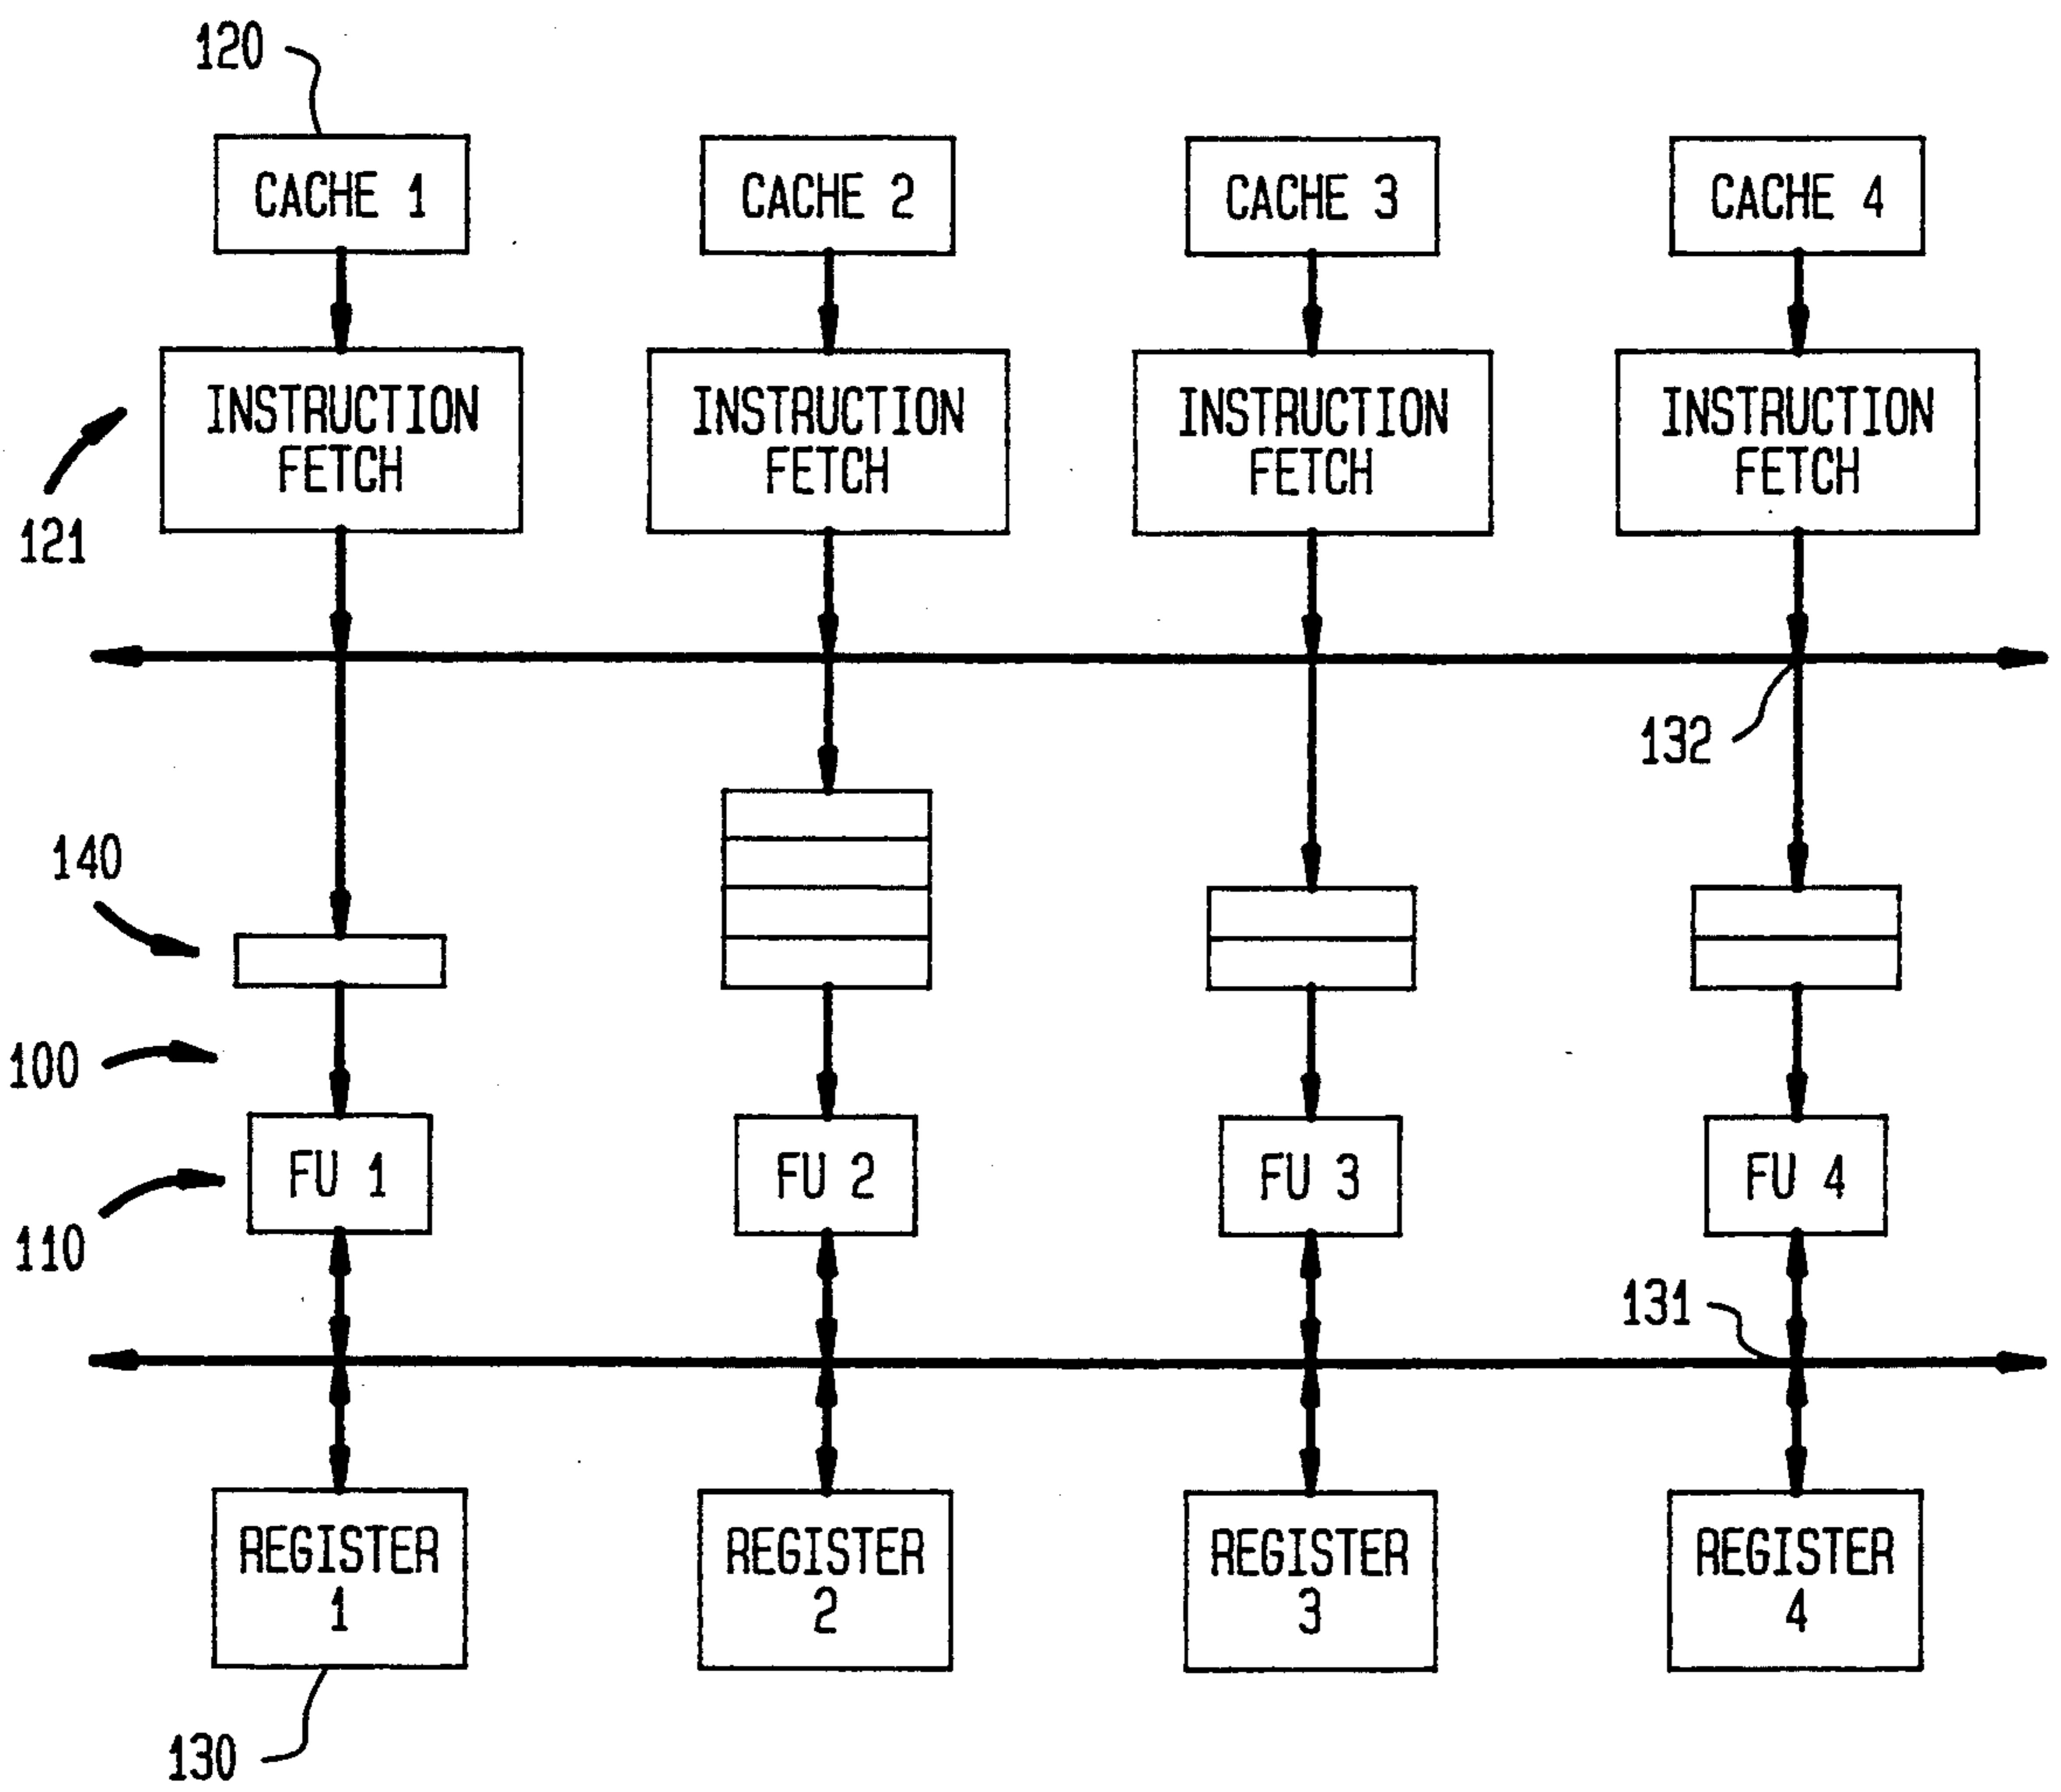 120
CACHE 1
CACHE 2
CACHE 3
CACHE 4
INSTRUCTION
FETCH
INSTRUCTION
FETCH
INSTRUCTION
FETCH
INSTRUCTION
FETCH
121
132
140
100
FU 1
FU 2
FU 3
FU 4
110
131
REGISTER
1
REGISTER
2
REGISTER
3
REGISTER
4
130